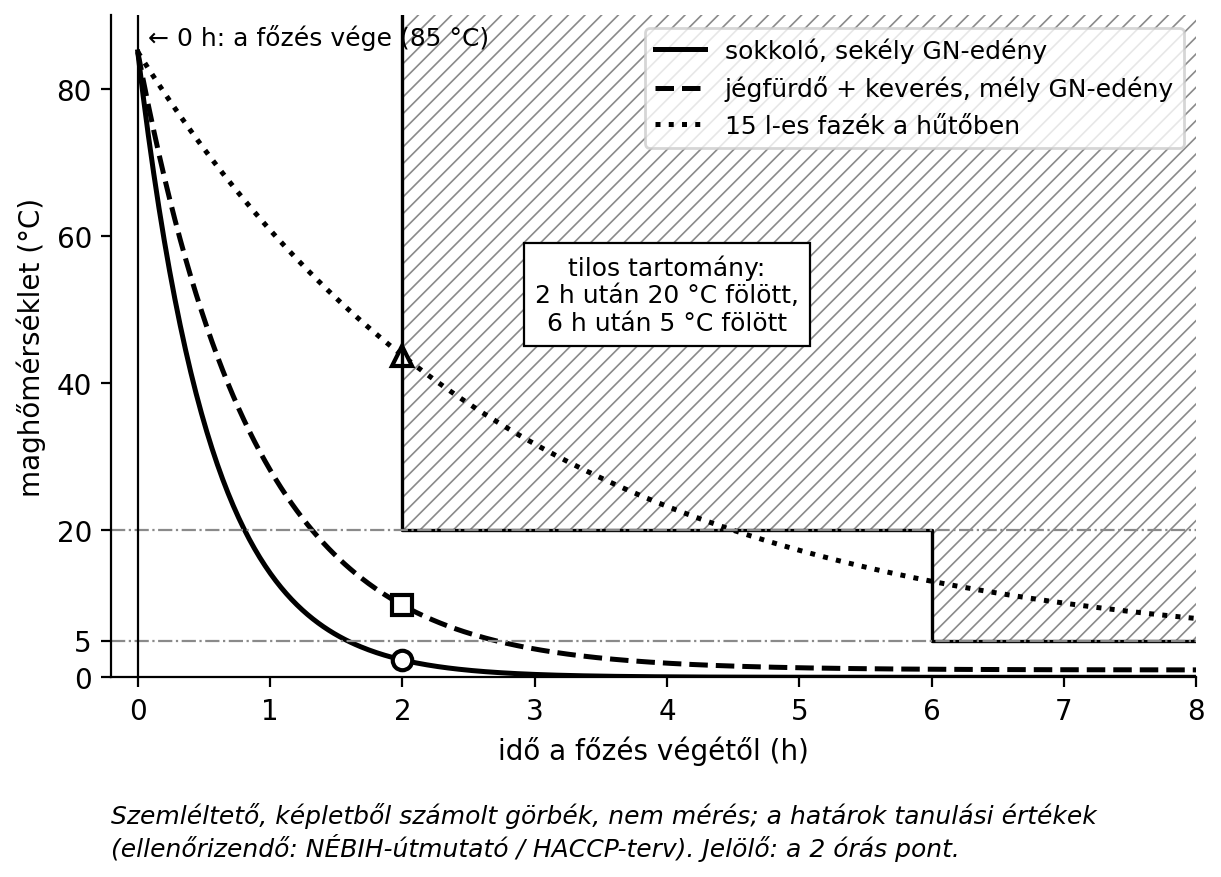 ← 0 h: a főzés vége (85 °C)
sokkoló, sekély GN-edény
jégfürdő + keverés, mély GN-edény
15 l-es fazék a hűtőben
maghőmérséklet (°C)
80
60
40
20
5
0
tilos tartomány:
2 h után 20 °C fölött,
6 h után 5 °C fölött
0 1 2 3 4 5 6 7 8
idő a főzés végétől (h)
Szemléltető, képletből számolt görbék, nem mérés; a határok tanulási értékek
(ellenőrizendő: NÉBIH-útmutató / HACCP-terv). Jelölő: a 2 órás pont.